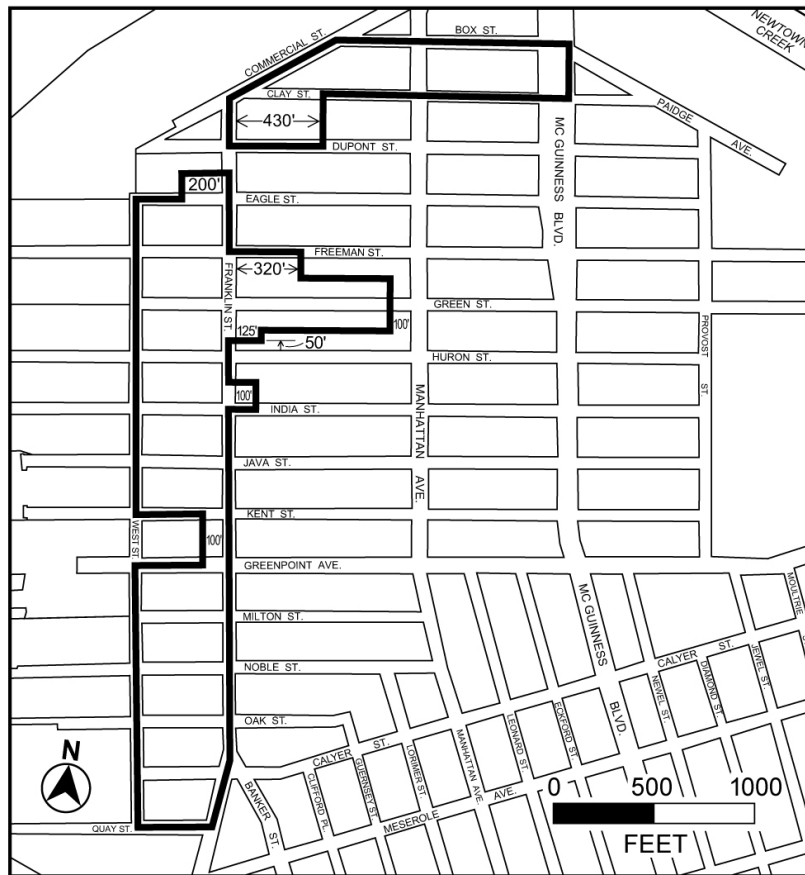 BOX ST.
NEWTOWN
CREEK
COMMERCIAL ST.
CLAY ST.
PAIDGE
AVE.
430'
DUPONT ST.
MC GUINNESS BLVD.
200'
EAGLE ST.
FREEMAN ST.
320'
FRANKLIN ST.
GREEN ST.
100'
125'
50'
PROVOST
ST.
HURON ST.
100'
MANHATTAN
AVE.
INDIA ST.
JAVA ST.
KENT ST.
WEST ST.
100'
GREENPOINT AVE.
MC GUINNESS
BLVD.
MOULTRIE
MILTON ST.
CALYER ST.
JEWEL ST.
DIAMOND ST.
NEWEL ST.
NOBLE ST.
OAK ST.
CALYER ST.
ECKFORD ST.
LEONARD ST.
MANHATTAN AVE.
LORIMER ST.
GUERNSEY ST.
CLIFFORD PL.
BANKER
ST.
MESEROLE AVE.
QUAY ST.
N
0 500 1000
FEET